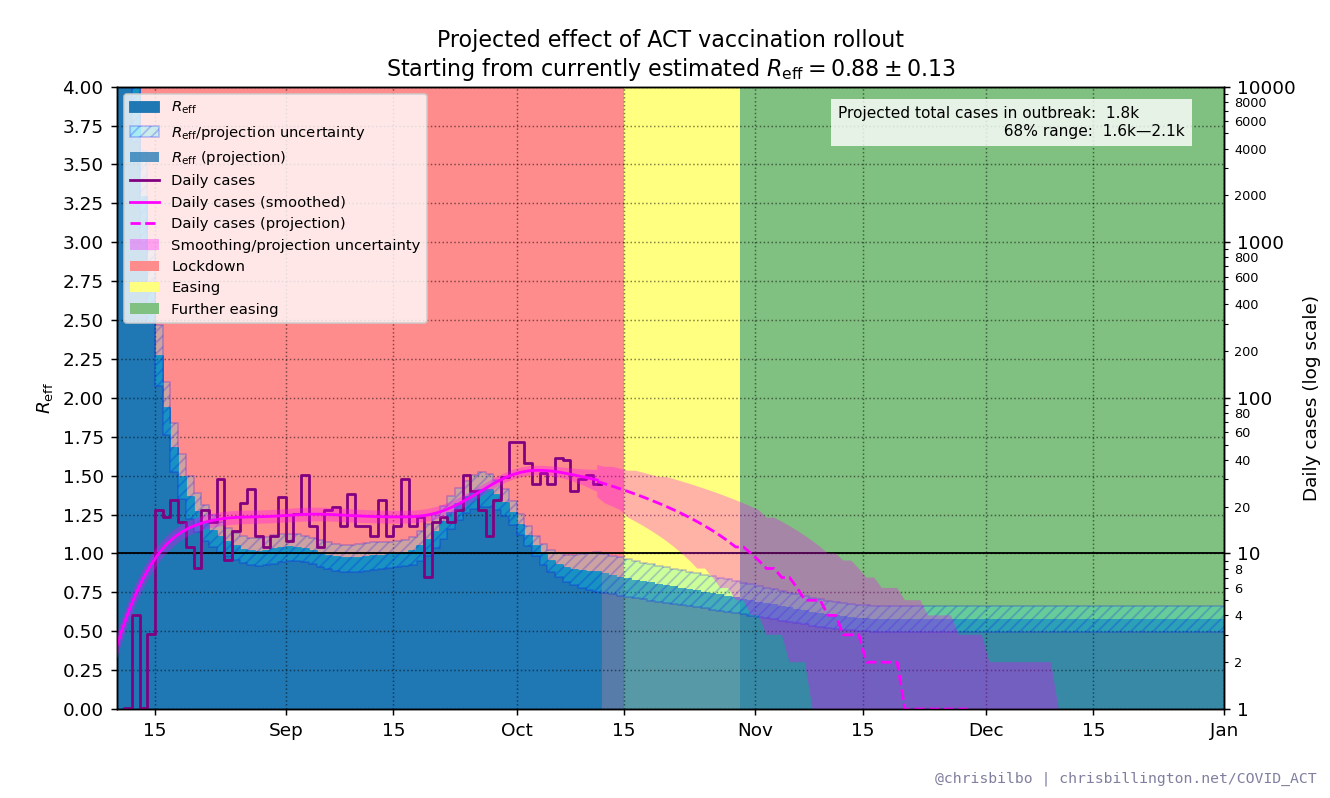 Projected effect of ACT vaccination rollout
Starting from currently estimated Reff = 0.88 ± 0.13
Reff
Reff/projection uncertainty
Reff (projection)
Daily cases
Daily cases (smoothed)
Daily cases (projection)
Smoothing/projection uncertainty
Lockdown
Easing
Further easing
Projected total cases in outbreak: 1.8k
68% range: 1.6k—2.1k
Reff
4.00
3.75
3.50
3.25
3.00
2.75
2.50
2.25
2.00
1.75
1.50
1.25
1.00
0.75
0.50
0.25
0.00
10000
8000
6000
4000
2000
1000
800
600
400
200
100
80
60
40
20
10
8
6
4
2
1
Daily cases (log scale)
15 Sep 15 Oct 15 Nov 15 Dec 15 Jan
@chrisbilbo | chrisbillington.net/COVID_ACT